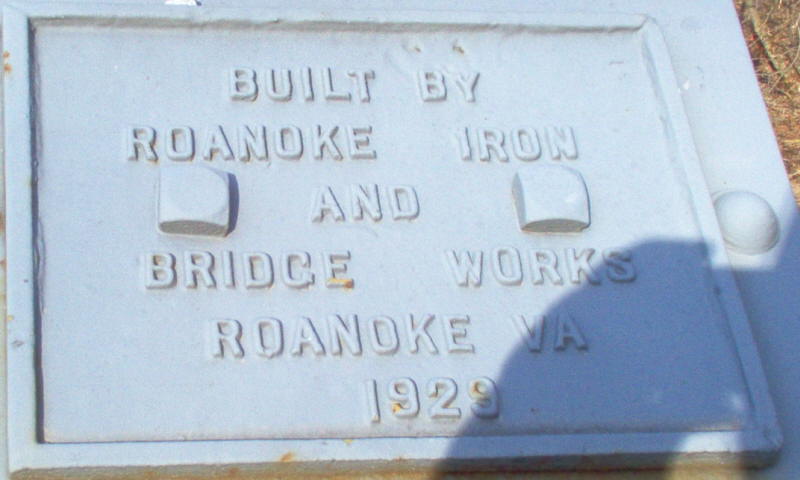 BUILT BY
ROANOKE IRON
AND
BRIDGE WORKS
ROANOKE VA
1929